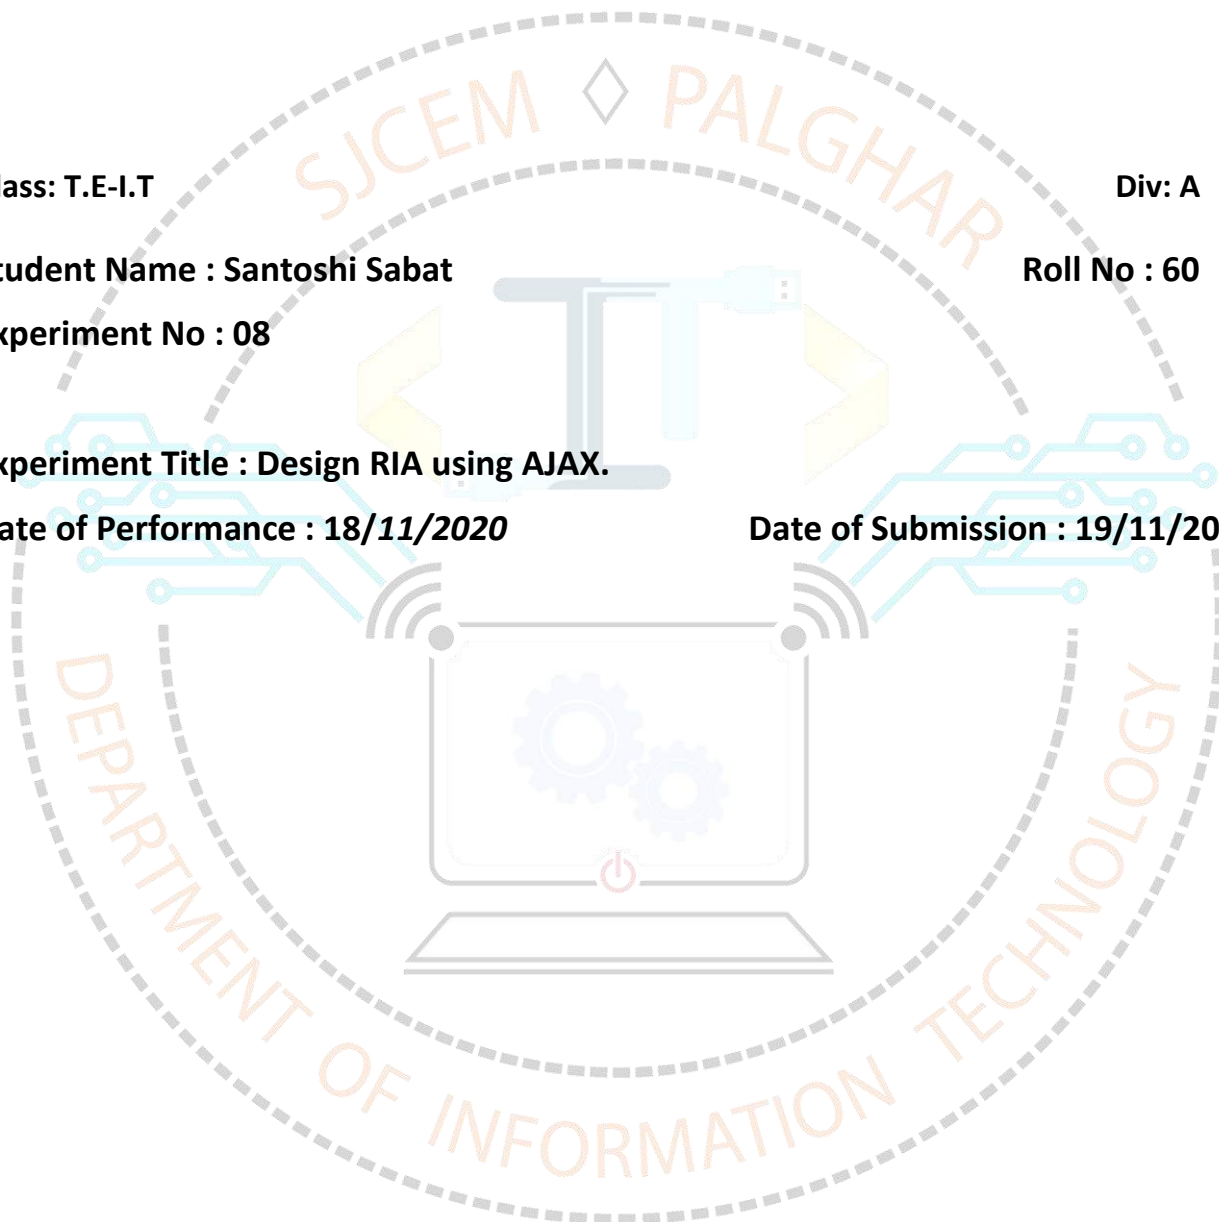 SJCEM ◊ PALGHAR
lass: T.E-I.T Div: A
tudent Name : Santoshi Sabat Roll No : 60
xperiment No : 08
xperiment Title : Design RIA using AJAX.
ate of Performance : 18/11/2020 Date of Submission : 19/11/20
DEPARTMENT OF INFORMATION TECHNOLOGY